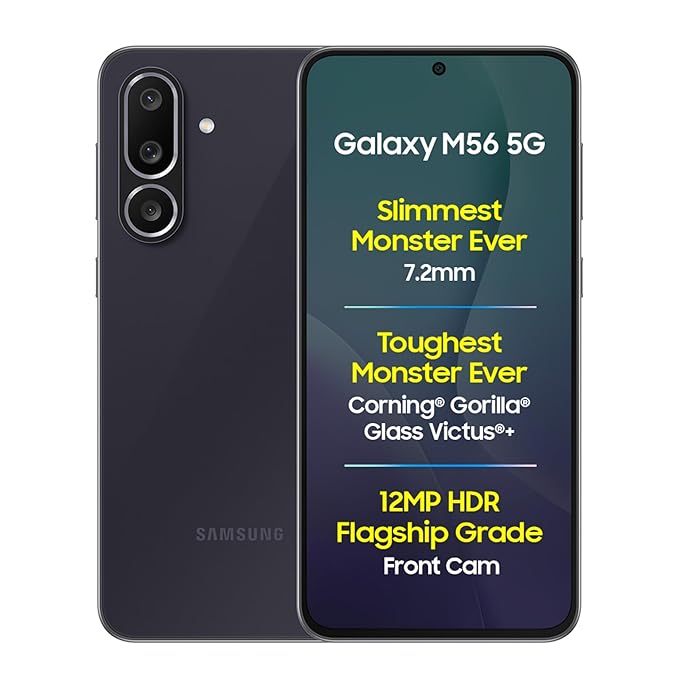 SAMSUNG
Galaxy M56 5G
Slimmest
Monster Ever
7.2mm
Toughest
Monster Ever
Corning® Gorilla®
Glass Victus®+
12MP HDR
Flagship Grade
Front Cam